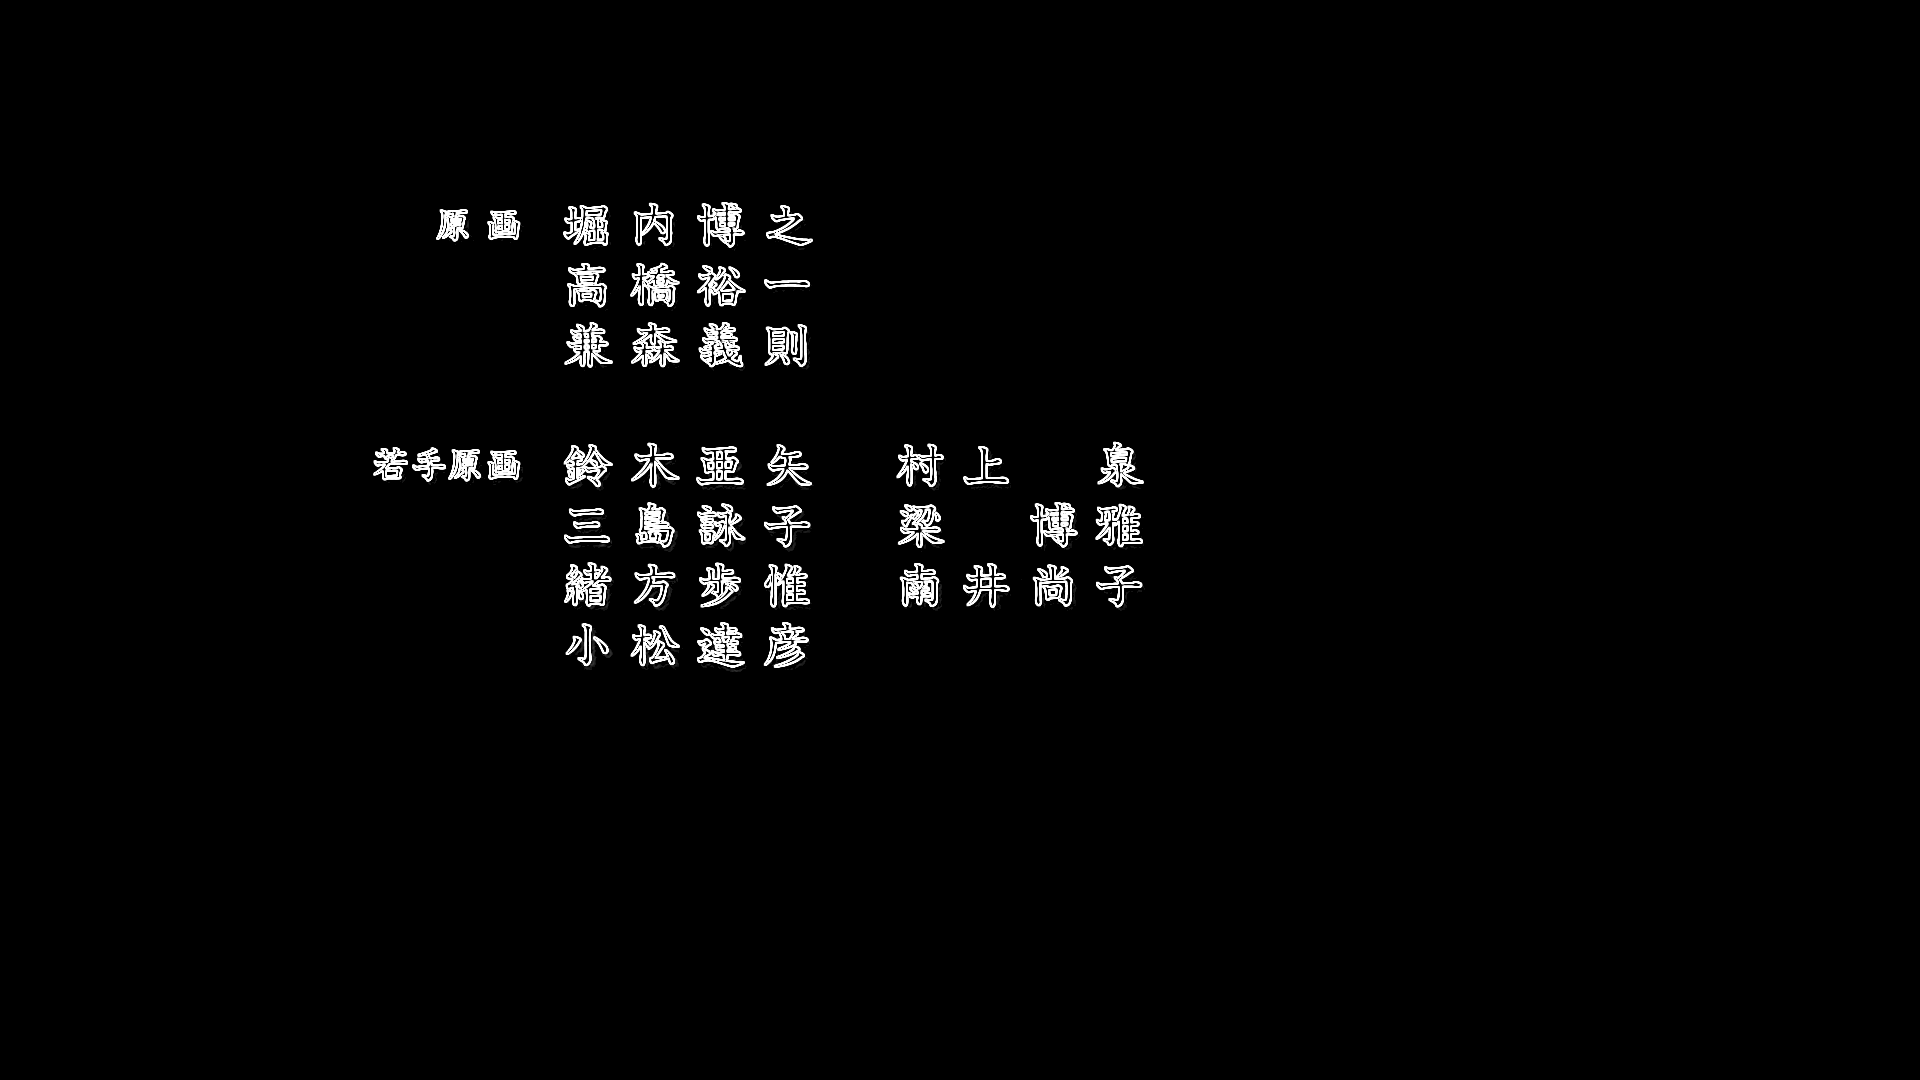 原画 堀内博之
高橋裕一
兼森義則
若手原画 鈴木亜矢 村上 泉
三島詠子 梁 博雅
緒方歩惟 南井尚子
小松達彦